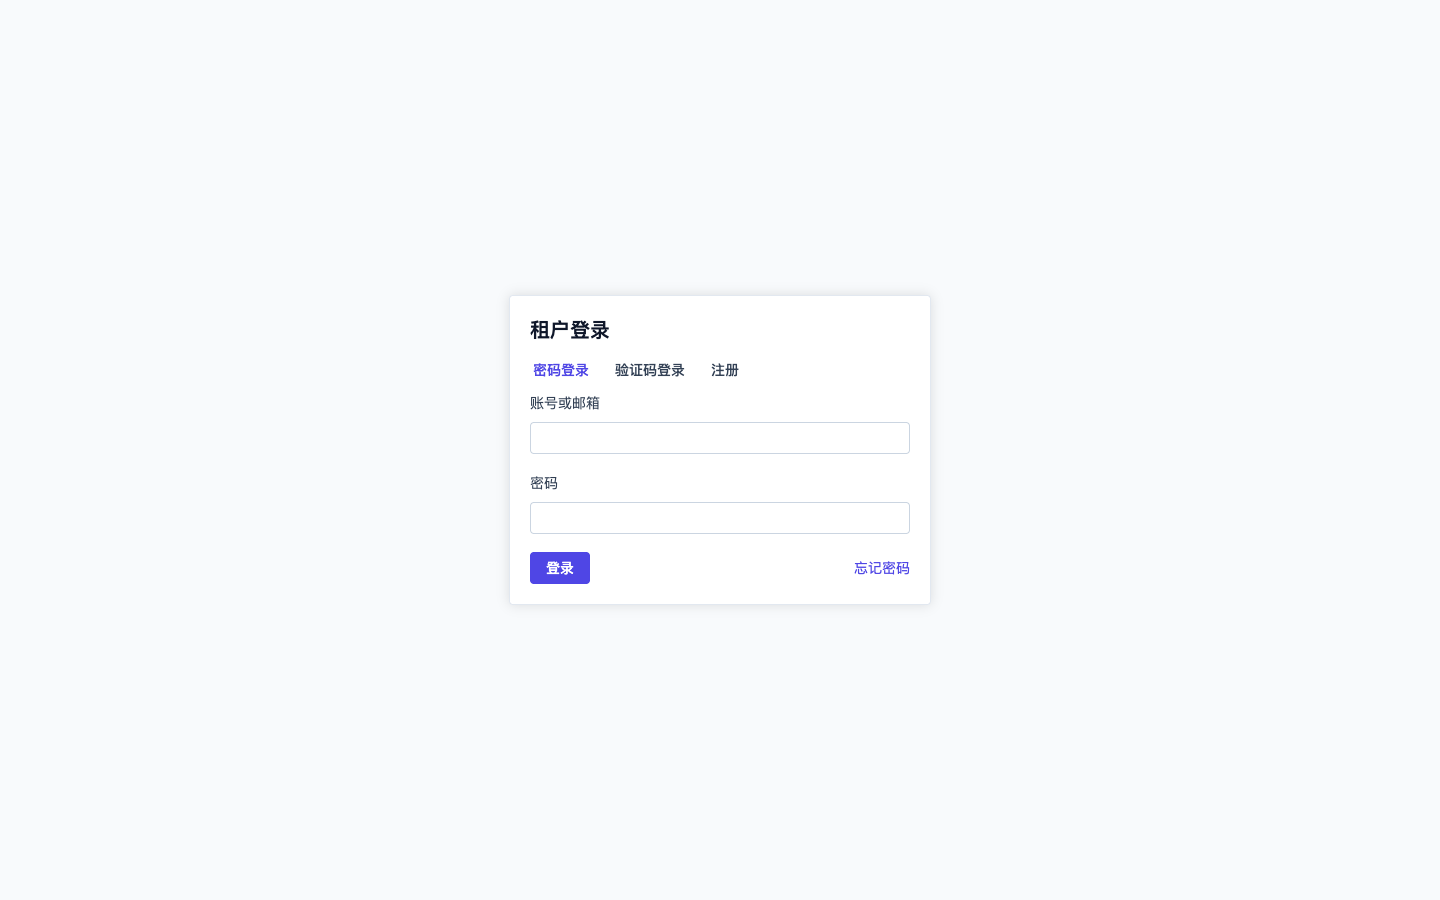 租户登录
密码登录 验证码登录 注册
账号或邮箱
密码
登录 忘记密码